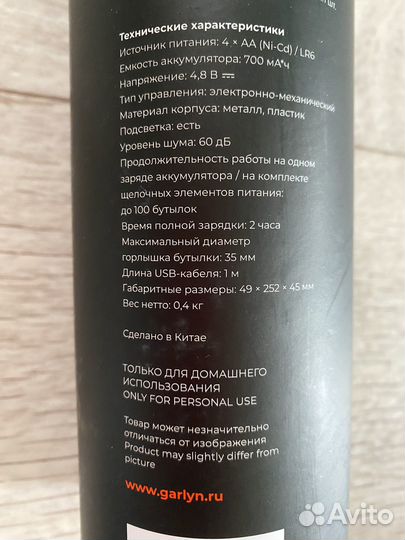 шт.
Технические характеристики
Источник питания: 4 × AA (Ni-Cd) / LR6
Емкость аккумулятора: 700 мА*ч
Напряжение: 4,8 В ⎓
Тип управления: электронно-механический
Материал корпуса: металл, пластик
Подсветка: есть
Уровень шума: 60 дБ
Продолжительность работы на одном
заряде аккумулятора / на комплекте
щелочных элементов питания:
до 100 бутылок
Время полной зарядки: 2 часа
Максимальный диаметр
горлышка бутылки: 35 мм
Длина USB-кабеля: 1 м
Габаритные размеры: 49 × 252 × 45 мм
Вес нетто: 0,4 кг
Сделано в Китае
ТОЛЬКО ДЛЯ ДОМАШНЕГО
ИСПОЛЬЗОВАНИЯ
ONLY FOR PERSONAL USE
Товар может незначительно
отличаться от изображения
Product may slightly differ from
picture
www.garlyn.ru
Avito